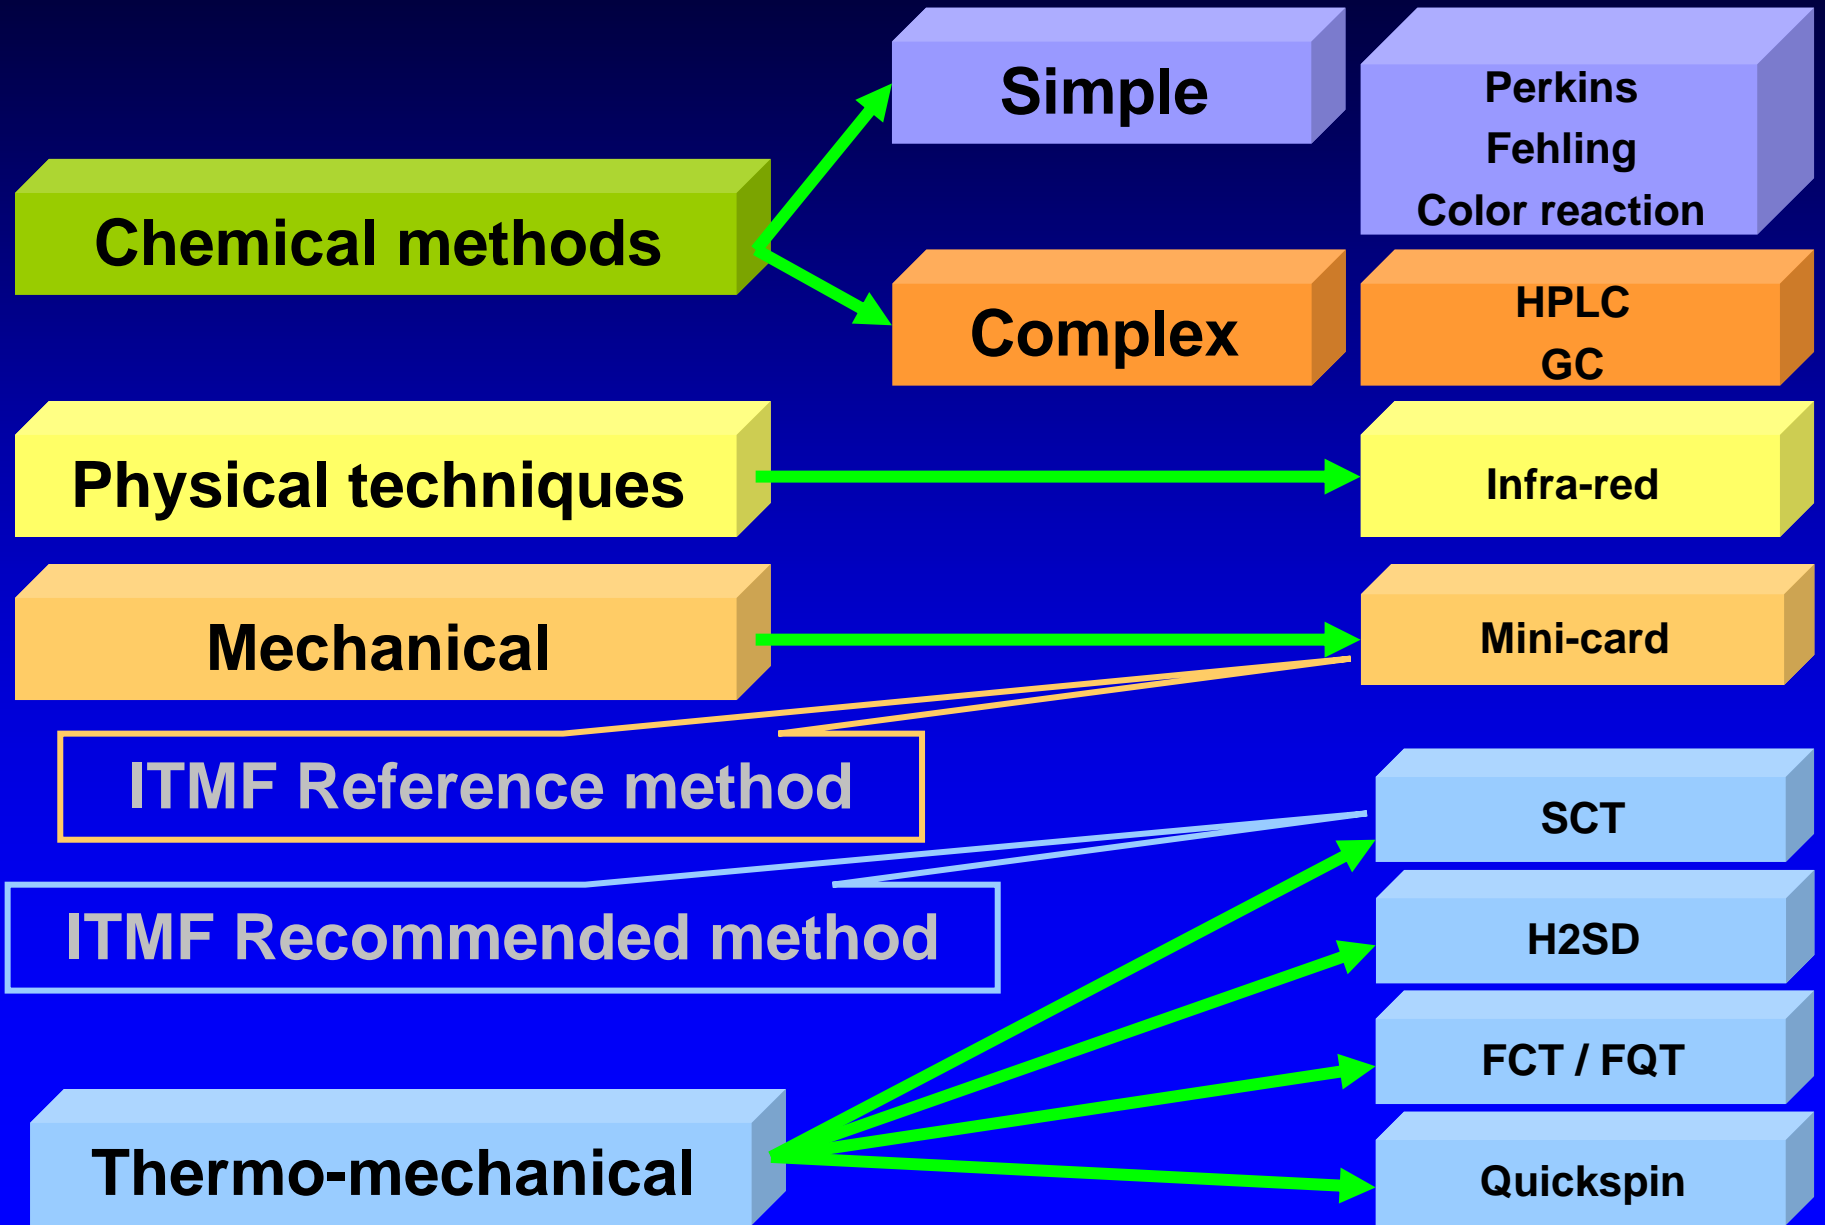 Simple
Perkins
Fehling
Color reaction
Chemical methods
Complex
HPLC
GC
Physical techniques
Infra-red
Mechanical
Mini-card
ITMF Reference method
SCT
ITMF Recommended method
H2SD
FCT / FQT
Thermo-mechanical
Quickspin